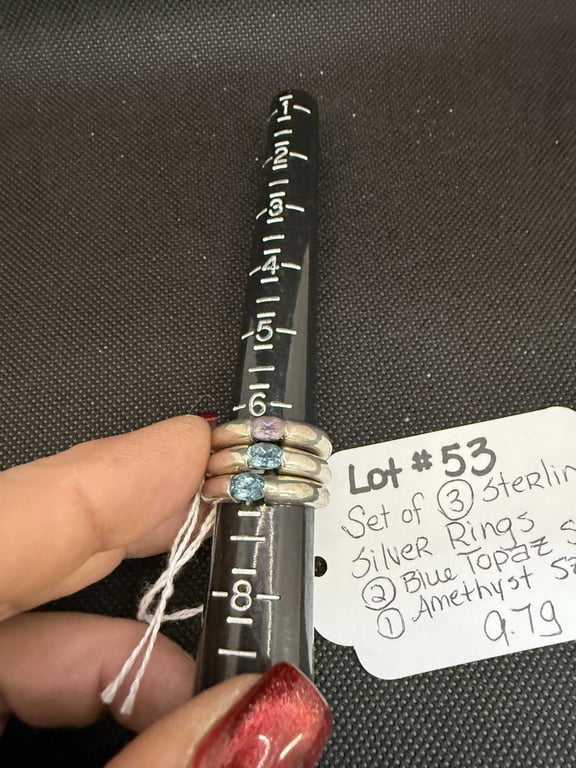 1
2
3
4
5
6
8
Lot #53
Set of 3 Sterlin
Silver Rings
2 Blue Topaz S
1 Amethyst Sz
9.7g